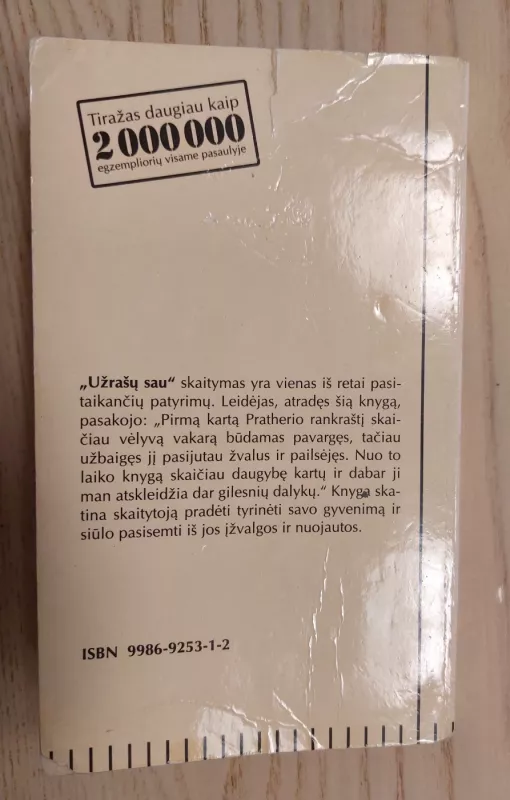 Tiražas daugiau kaip
2 000 000
egzempliorių visame pasaulyje
„Užrašų sau“ skaitymas yra vienas iš retai pasi-
taikančių patyrimų. Leidėjas, atradęs šią knygą,
pasakojo: „Pirmą kartą Pratherio rankraštį skai-
čiau vėlyvą vakarą būdamas pavargęs, tačiau
užbaigęs jį pasijutau žvalus ir pailsėjęs. Nuo to
laiko knygą skaičiau daugybę kartų ir dabar ji
man atskleidžia dar gilesnių dalykų.“ Knyga ska-
tina skaitytoją pradėti tyrinėti savo gyvenimą ir
siūlo pasisemti iš jos įžvalgos ir nuojautos.
ISBN 9986-9253-1-2